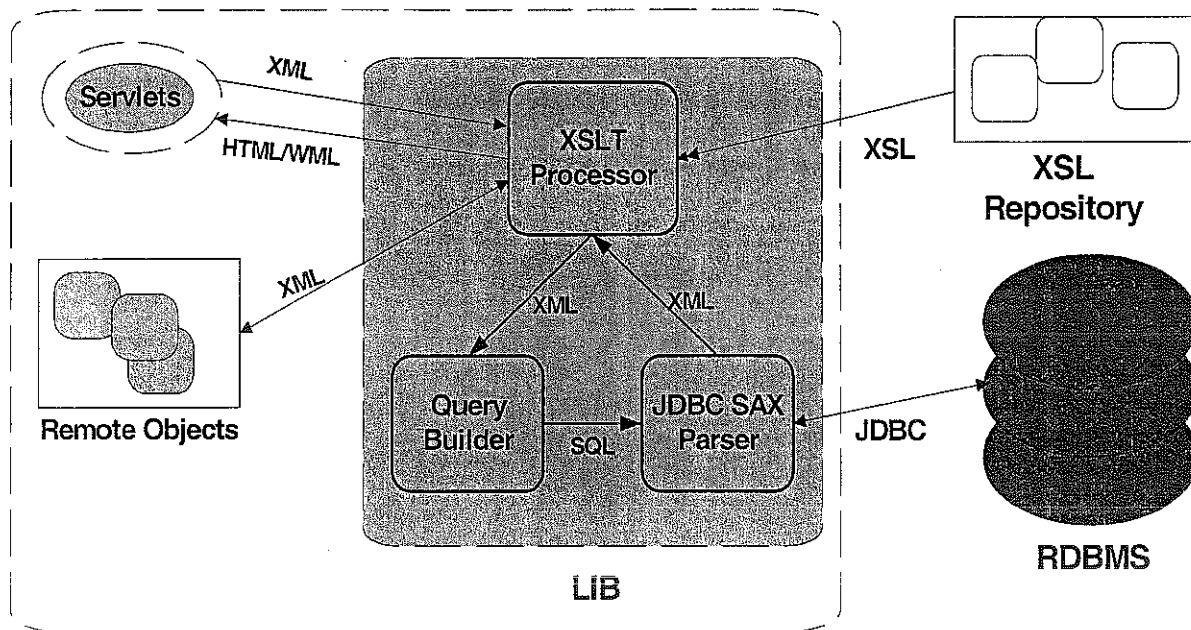 XML
Servlets
HTML/WML
XSLT
Processor
XSL
XSL
Repository
XML
XML
XML
Remote Objects
Query
Builder
SQL
JDBC SAX
Parser
JDBC
RDBMS
LIB